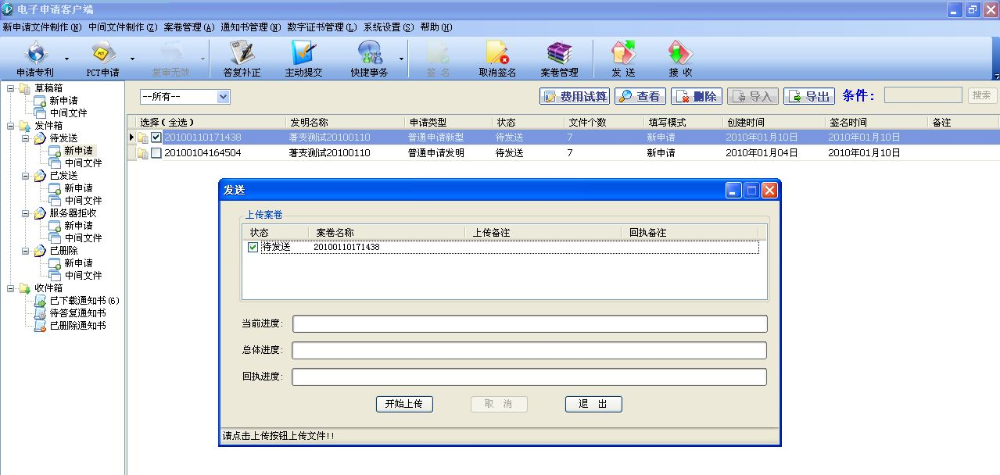 电子申请客户端
新申请文件制作(N) 中间文件制作(Z) 案卷管理(A) 通知书管理(N) 数字证书管理(L) 系统设置(S) 帮助(H)
申请专利 PCT申请 复审无效 答复补正 主动提交 快捷事务 签 名 取消签名 案卷管理 发 送 接 收
--所有-- 费用试算 查看 删除 导入 导出 条件: 搜索
选择(全选) 发明名称 申请类型 状态 文件个数 填写模式 创建时间 签名时间 备注
20100110171438 著变测试20100110 普通申请新型 待发送 7 新申请 2010年01月10日 2010年01月10日
20100104164504 著变测试20100110 普通申请发明 待发送 7 新申请 2010年01月04日 2010年01月10日
草稿箱
新申请
中间文件
发件箱
待发送
新申请
中间文件
已发送
新申请
中间文件
服务器拒收
新申请
中间文件
已删除
新申请
中间文件
收件箱
已下载通知书(6)
待答复通知书
已删除通知书
发送
上传案卷
状态 案卷名称 上传备注 回执备注
待发送 20100110171438
当前进度:
总体进度:
回执进度:
开始上传 取 消 退 出
请点击上传按钮上传文件!!